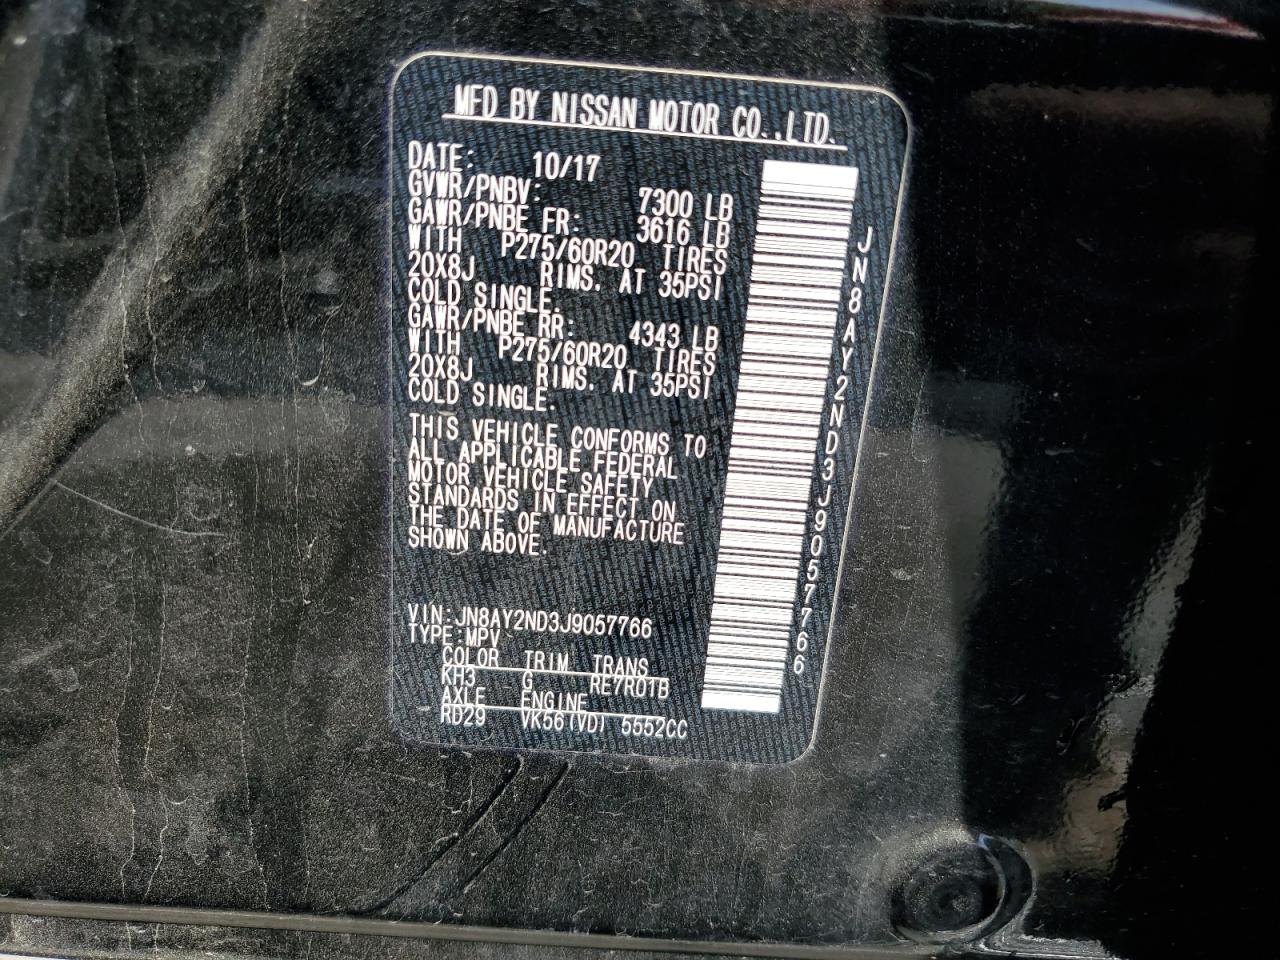 MFD BY NISSAN MOTOR CO.,LTD.
DATE: 10/17
GVWR/PNBV: 7300 LB
GAWR/PNBE FR: 3616 LB
WITH P275/60R20 TIRES
20X8J RIMS. AT 35PSI
COLD SINGLE.
GAWR/PNBE RR: 4343 LB
WITH P275/60R20 TIRES
20X8J RIMS. AT 35PSI
COLD SINGLE.
THIS VEHICLE CONFORMS TO
ALL APPLICABLE FEDERAL
MOTOR VEHICLE SAFETY
STANDARDS IN EFFECT ON
THE DATE OF MANUFACTURE
SHOWN ABOVE.
VIN:JN8AY2ND3J9057766
TYPE:MPV
COLOR TRIM TRANS
KH3 G RE7R01B
AXLE ENGINE
RD29 VK56(VD) 5552CC
JN8AY2ND3J9057766